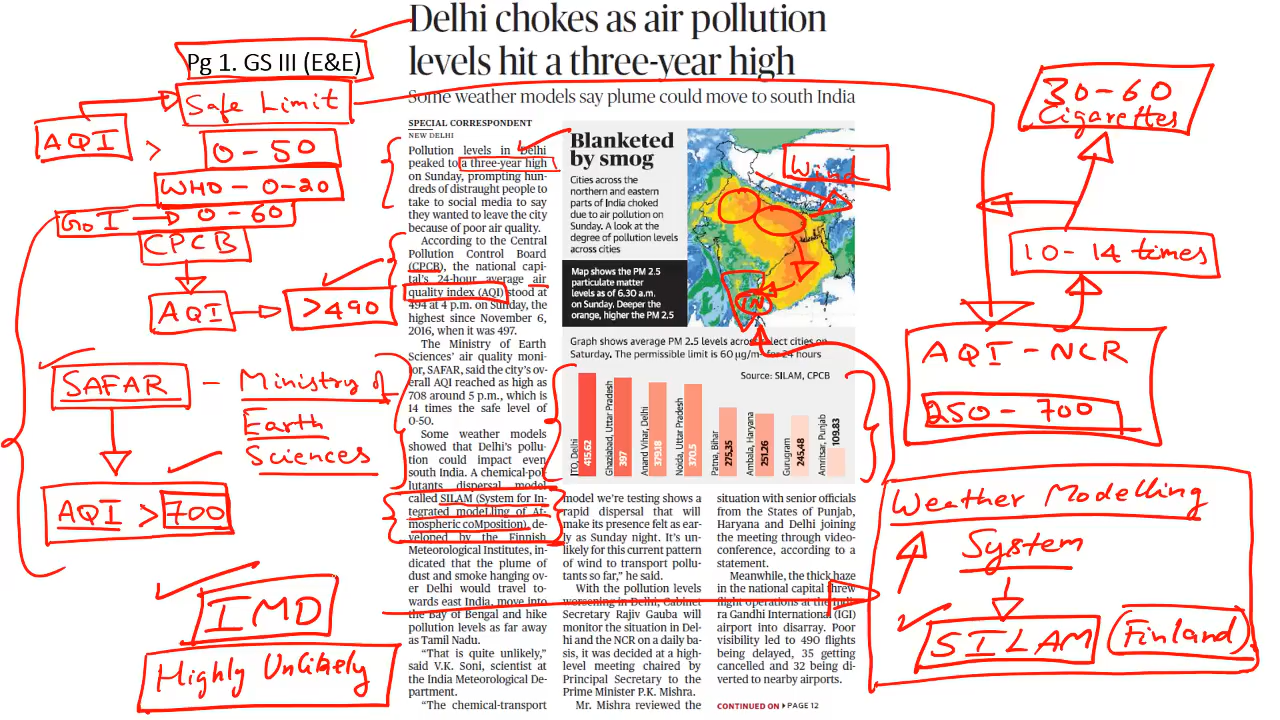 Delhi chokes as air pollution
levels hit a three-year high
Some weather models say plume could move to south India
Pg 1. GS III (E&E)
Safe Limit
AQI > 0-50
WHO - 0-20
GoI → 0-60
CPCB
AQI → >490
SAFAR - Ministry of
Earth
Sciences
AQI > 700
IMD
Highly Unlikely
SPECIAL CORRESPONDENT
NEW DELHI
Pollution levels in Delhi
peaked to a three-year high
on Sunday, prompting hun-
dreds of distraught people to
take to social media to say
they wanted to leave the city
because of poor air quality.
According to the Central
Pollution Control Board
(CPCB), the national capi-
tal's 24-hour average air
quality index (AQI) stood at
494 at 4 p.m. on Sunday, the
highest since November 6,
2016, when it was 497.
The Ministry of Earth
Sciences' air quality moni-
tor, SAFAR, said the city's ov-
erall AQI reached as high as
708 around 5 p.m., which is
14 times the safe level of
0-50.
Some weather models
showed that Delhi's pollu-
tion could impact even
south India. A chemical-pol-
lutants dispersal model
called SILAM (System for In-
tegrated modeLling of At-
mospheric coMposition), de-
veloped by the Finnish
Meteorological Institutes, in-
dicated that the plume of
dust and smoke hanging ov-
er Delhi would travel to-
wards east India, move into
the Bay of Bengal and hike
pollution levels as far away
as Tamil Nadu.
"That is quite unlikely,"
said V.K. Soni, scientist at
the India Meteorological De-
partment.
"The chemical-transport
Blanketed
by smog
Cities across the
northern and eastern
parts of India choked
due to air pollution on
Sunday. A look at the
degree of pollution levels
across cities
Map shows the PM 2.5
particulate matter
levels as of 6.30 a.m.
on Sunday. Deeper the
orange, higher the PM 2.5
Wind
TN
Graph shows average PM 2.5 levels across select cities on
Saturday. The permissible limit is 60 µg/m³ for 24 hours
Source: SILAM, CPCB
JTO, Delhi 415.62
Ghaziabad, Uttar Pradesh 397
Anand Vihar, Delhi 379.18
Noida, Uttar Pradesh 370.5
Patna, Bihar 275.35
Ambala, Haryana 251.26
Gurugram 245.48
Amritsar, Punjab 109.83
model we're testing shows a
rapid dispersal that will
make its presence felt as ear-
ly as Sunday night. It's un-
likely for this current pattern
of wind to transport pollu-
tants so far," he said.
With the pollution levels
worsening in Delhi, Cabinet
Secretary Rajiv Gauba will
monitor the situation in Del-
hi and the NCR on a daily ba-
sis, it was decided at a high-
level meeting chaired by
Principal Secretary to the
Prime Minister P.K. Mishra.
Mr. Mishra reviewed the
situation with senior officials
from the States of Punjab,
Haryana and Delhi joining
the meeting through video-
conference, according to a
statement.
Meanwhile, the thick haze
in the national capital threw
flight operations at the Indi-
ra Gandhi International (IGI)
airport into disarray. Poor
visibility led to 490 flights
being delayed, 35 getting
cancelled and 32 being di-
verted to nearby airports.
CONTINUED ON ▸ PAGE 12
30-60
Cigarettes
10-14 times
AQI - NCR
250-700
Weather Modelling
System
SILAM (Finland)